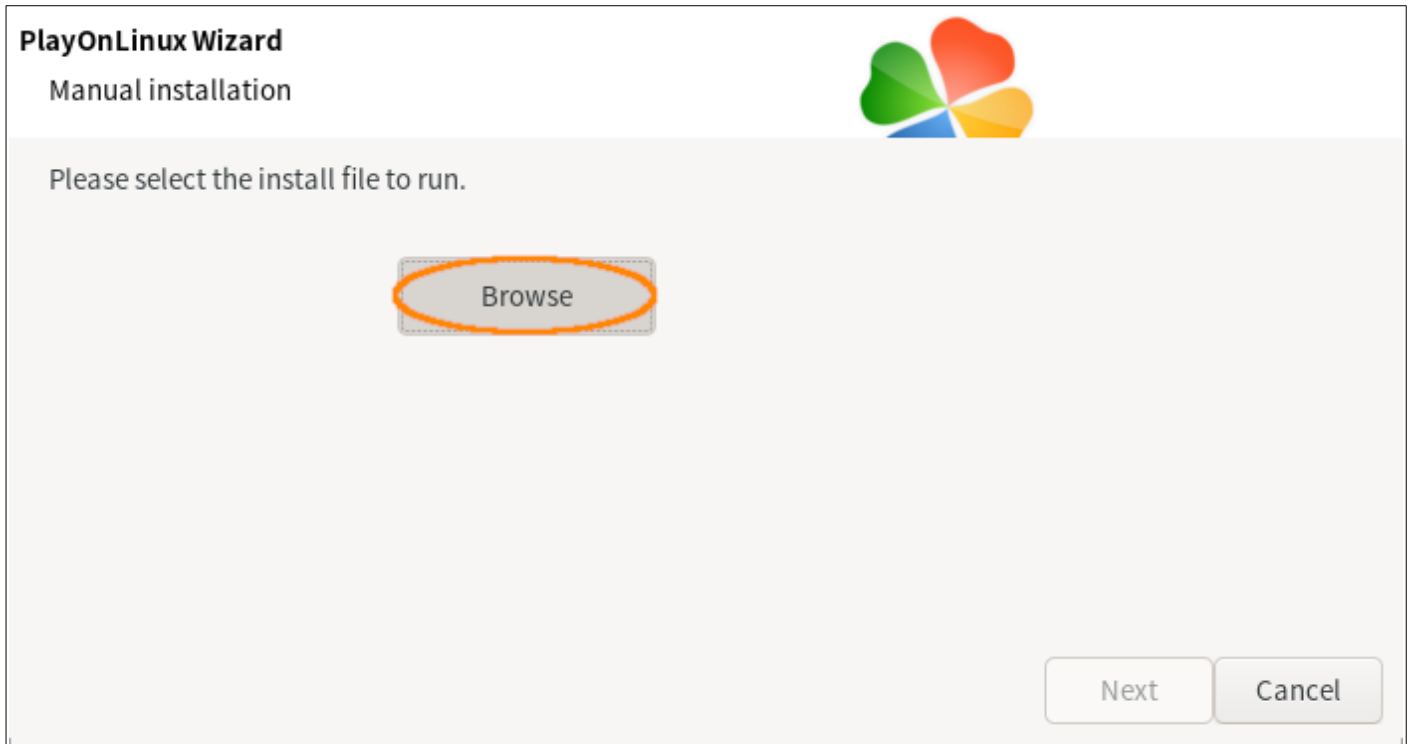 PlayOnLinux Wizard
Manual installation
Please select the install file to run.
Browse
Next Cancel